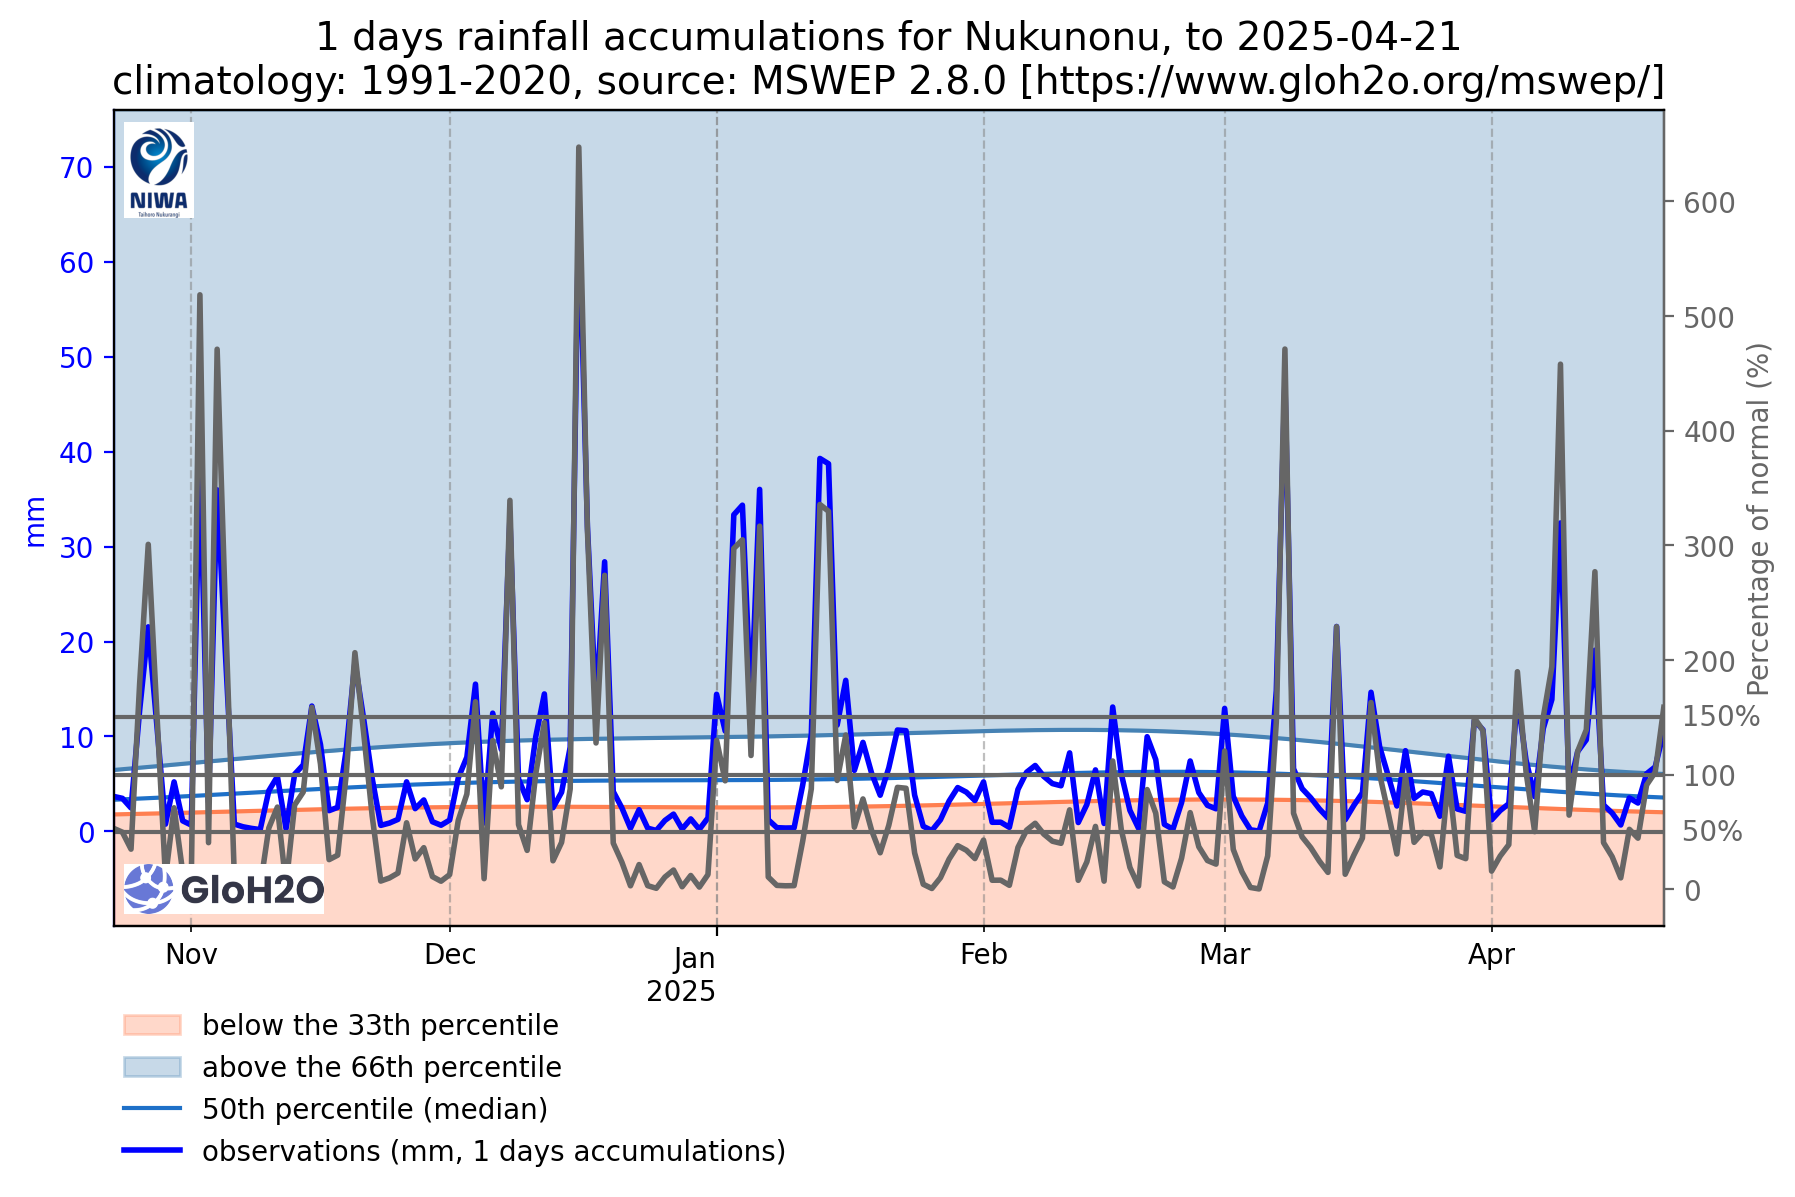 1 days rainfall accumulations for Nukunonu, to 2025-04-21
climatology: 1991-2020, source: MSWEP 2.8.0 [https://www.gloh2o.org/mswep/]
NIWA
Taihoro Nukurangi
70
60
50
40
30
20
10
0
mm
600
500
400
300
200
150%
100
50%
0
Percentage of normal (%)
GloH2O
Nov
Dec
Jan
2025
Feb
Mar
Apr
below the 33th percentile
above the 66th percentile
50th percentile (median)
observations (mm, 1 days accumulations)